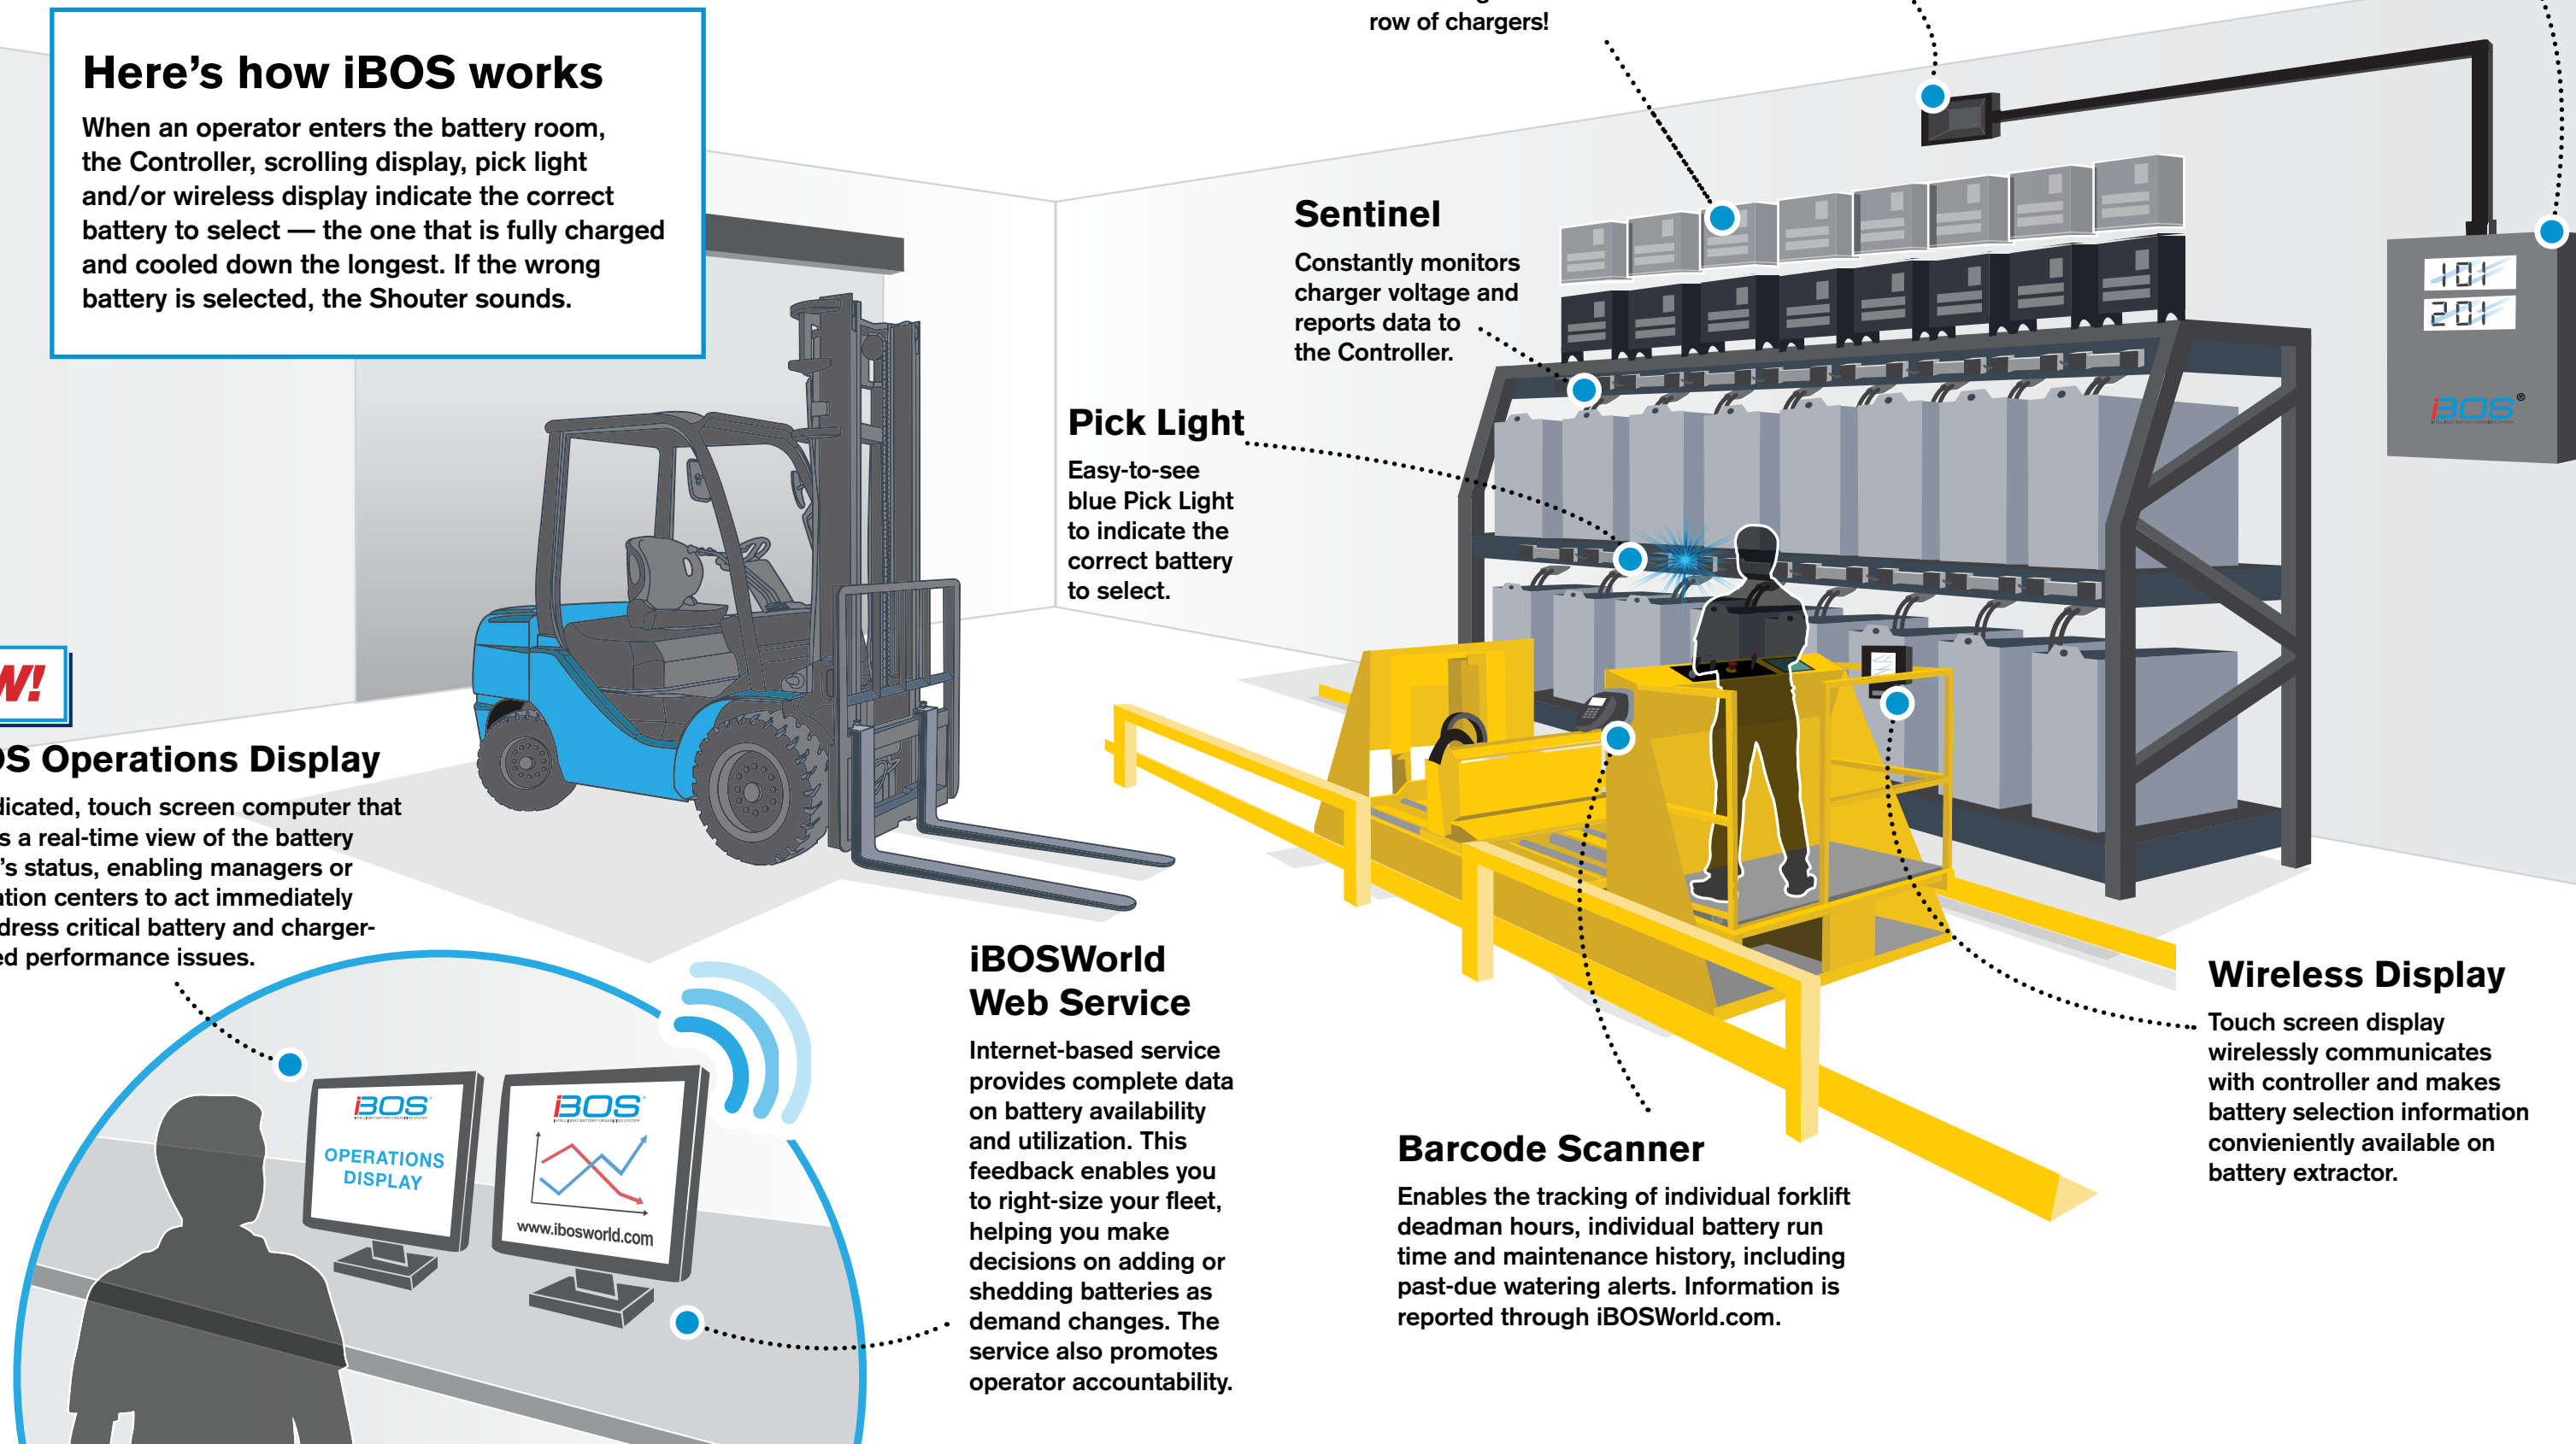 Here’s how iBOS works
When an operator enters the battery room,
the Controller, scrolling display, pick light
and/or wireless display indicate the correct
battery to select — the one that is fully charged
and cooled down the longest. If the wrong
battery is selected, the Shouter sounds.
row of chargers!
Sentinel
Constantly monitors
charger voltage and
reports data to
the Controller.
Pick Light
Easy-to-see
blue Pick Light
to indicate the
correct battery
to select.
101
201
iBOS®
W!
OS Operations Display
dicated, touch screen computer that
s a real-time view of the battery
’s status, enabling managers or
ation centers to act immediately
dress critical battery and charger-
ed performance issues.
iBOS
INTELLIGENT BATTERY ORGANIZING SYSTEM
OPERATIONS
DISPLAY
iBOS
INTELLIGENT BATTERY ORGANIZING SYSTEM
www.ibosworld.com
iBOSWorld
Web Service
Internet-based service
provides complete data
on battery availability
and utilization. This
feedback enables you
to right-size your fleet,
helping you make
decisions on adding or
shedding batteries as
demand changes. The
service also promotes
operator accountability.
Barcode Scanner
Enables the tracking of individual forklift
deadman hours, individual battery run
time and maintenance history, including
past-due watering alerts. Information is
reported through iBOSWorld.com.
Wireless Display
Touch screen display
wirelessly communicates
with controller and makes
battery selection information
convieniently available on
battery extractor.